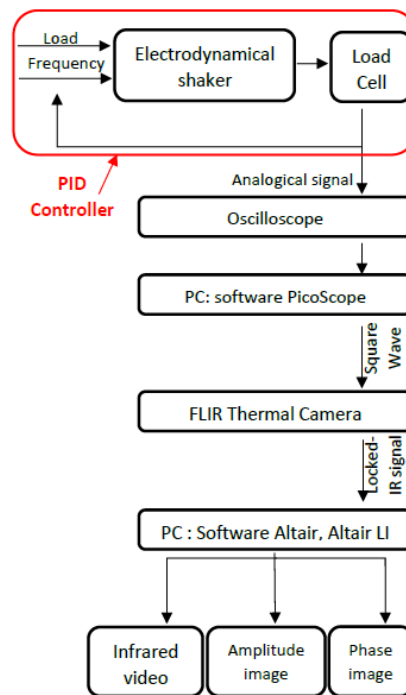 Load
Frequency
Electrodynamical
shaker
Load
Cell
PID
Controller
Analogical signal
Oscilloscope
PC: software PicoScope
Square
Wave
FLIR Thermal Camera
Locked-
IR signal
PC : Software Altair, Altair LI
Infrared
video
Amplitude
image
Phase
image